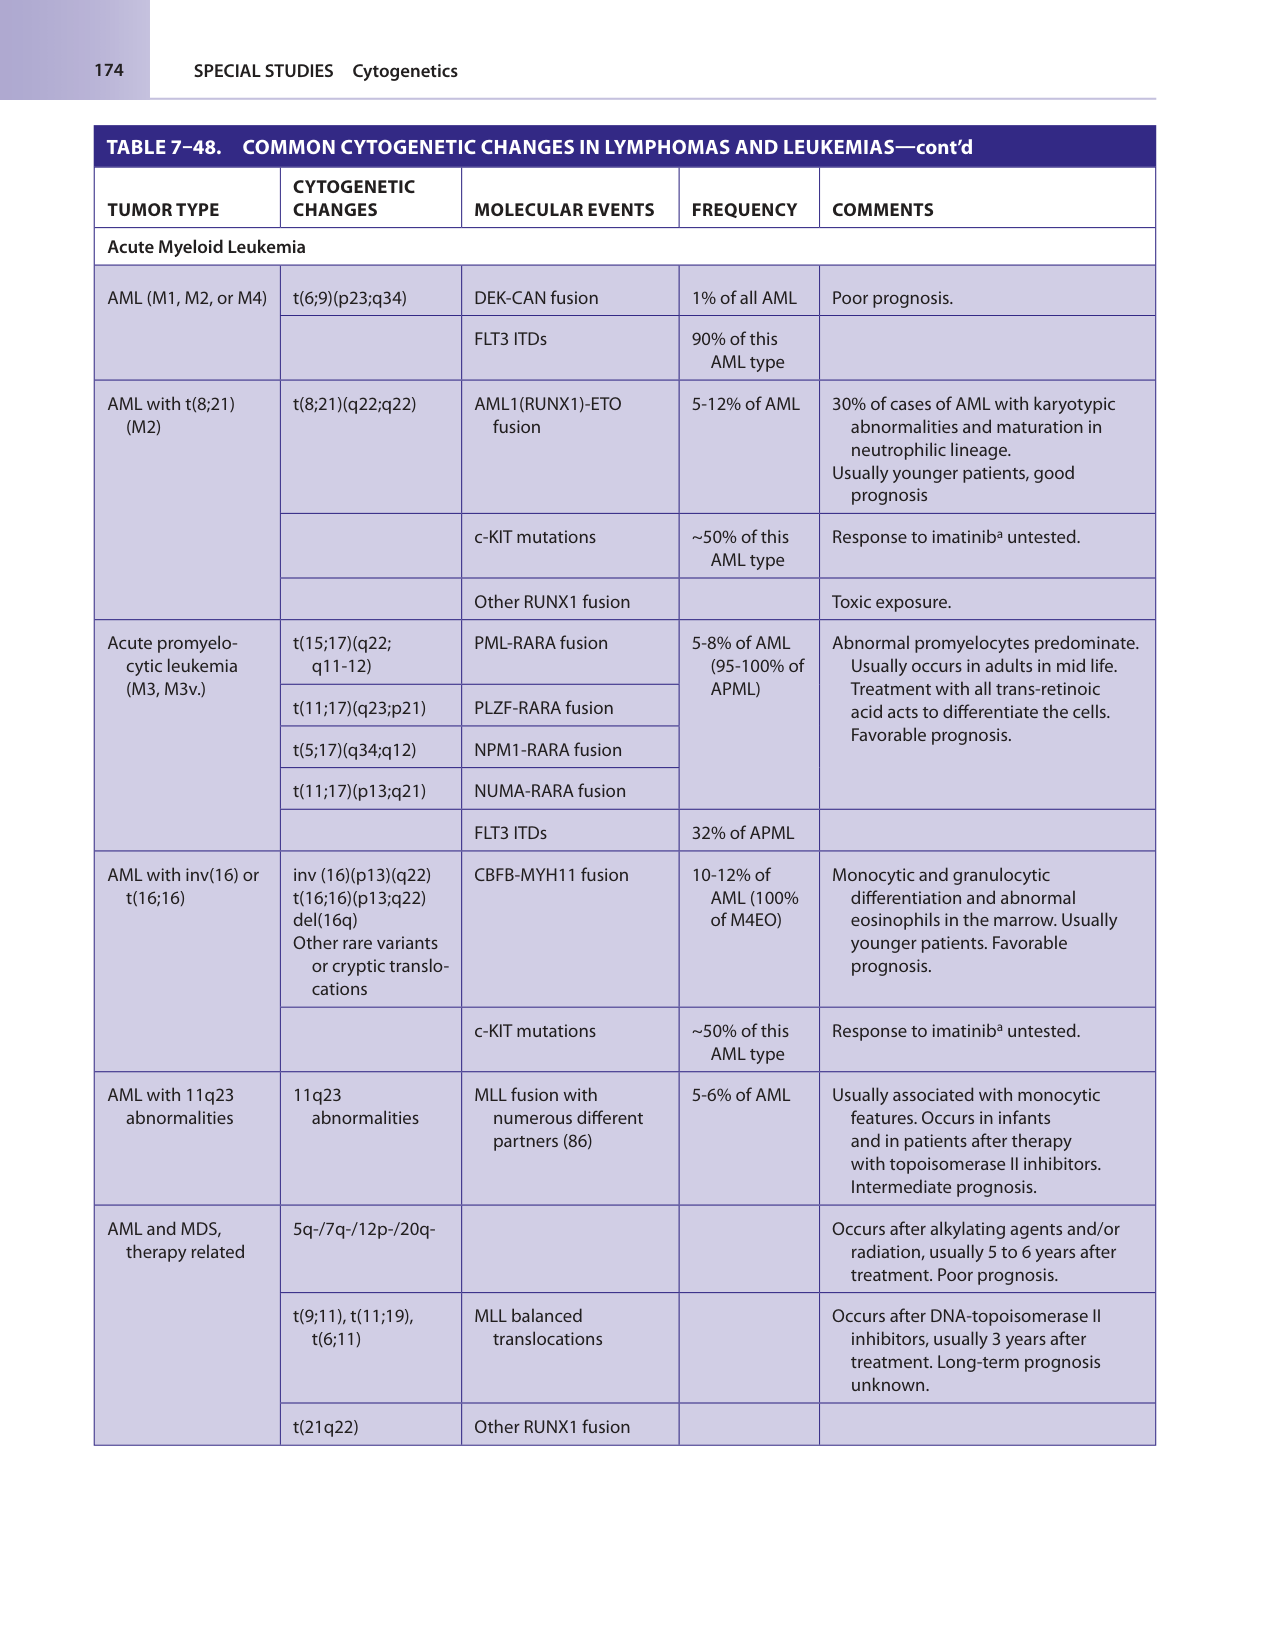 174
SPECIAL STUDIES Cytogenetics
TABLE 7–48. COMMON CYTOGENETIC CHANGES IN LYMPHOMAS AND LEUKEMIAS—cont’d
TUMOR TYPE
CYTOGENETIC
CHANGES
MOLECULAR EVENTS
FREQUENCY
COMMENTS
Acute Myeloid Leukemia
AML (M1, M2, or M4)
t(6;9)(p23;q34)
DEK-CAN fusion
1% of all AML
Poor prognosis.
FLT3 ITDs
90% of this
AML type
AML with t(8;21)
(M2)
t(8;21)(q22;q22)
AML1(RUNX1)-ETO
fusion
5-12% of AML
30% of cases of AML with karyotypic
abnormalities and maturation in
neutrophilic lineage.
Usually younger patients, good
prognosis
c-KIT mutations
~50% of this
AML type
Response to imatinibᵃ untested.
Other RUNX1 fusion
Toxic exposure.
Acute promyelo-
cytic leukemia
(M3, M3v.)
t(15;17)(q22;
q11-12)
PML-RARA fusion
5-8% of AML
(95-100% of
APML)
Abnormal promyelocytes predominate.
Usually occurs in adults in mid life.
Treatment with all trans-retinoic
acid acts to differentiate the cells.
Favorable prognosis.
t(11;17)(q23;p21)
PLZF-RARA fusion
t(5;17)(q34;q12)
NPM1-RARA fusion
t(11;17)(p13;q21)
NUMA-RARA fusion
FLT3 ITDs
32% of APML
AML with inv(16) or
t(16;16)
inv (16)(p13)(q22)
t(16;16)(p13;q22)
del(16q)
Other rare variants
or cryptic translo-
cations
CBFB-MYH11 fusion
10-12% of
AML (100%
of M4EO)
Monocytic and granulocytic
differentiation and abnormal
eosinophils in the marrow. Usually
younger patients. Favorable
prognosis.
c-KIT mutations
~50% of this
AML type
Response to imatinibᵃ untested.
AML with 11q23
abnormalities
11q23
abnormalities
MLL fusion with
numerous different
partners (86)
5-6% of AML
Usually associated with monocytic
features. Occurs in infants
and in patients after therapy
with topoisomerase II inhibitors.
Intermediate prognosis.
AML and MDS,
therapy related
5q-/7q-/12p-/20q-
Occurs after alkylating agents and/or
radiation, usually 5 to 6 years after
treatment. Poor prognosis.
t(9;11), t(11;19),
t(6;11)
MLL balanced
translocations
Occurs after DNA-topoisomerase II
inhibitors, usually 3 years after
treatment. Long-term prognosis
unknown.
t(21q22)
Other RUNX1 fusion